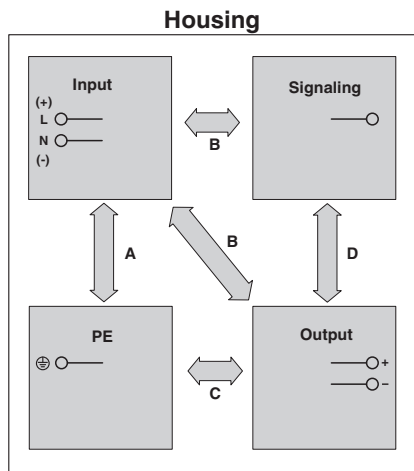 Housing
Input
(+)
L
N
(-)
Signaling
B
A
B
D
PE
C
Output
+
–